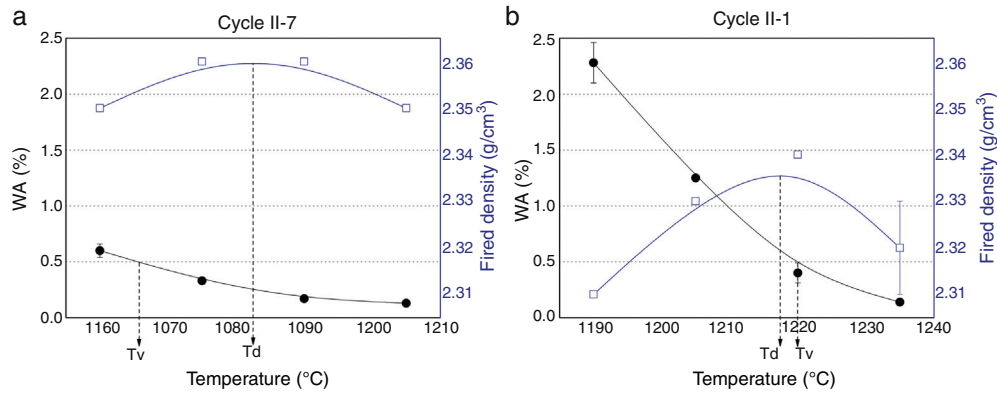 a
Cycle II-7
2.5
2.0
1.5
1.0
0.5
0.0
WA (%)
2.36
2.35
2.34
2.33
2.32
2.31
Fired density (g/cm³)
1160 1070 1080 1090 1200 1210
Tv Td
Temperature (°C)
b
Cycle II-1
2.5
2.0
1.5
1.0
0.5
0.0
WA (%)
2.36
2.35
2.34
2.33
2.32
2.31
Fired density (g/cm³)
1190 1200 1210 1220 1230 1240
Td Tv
Temperature (°C)